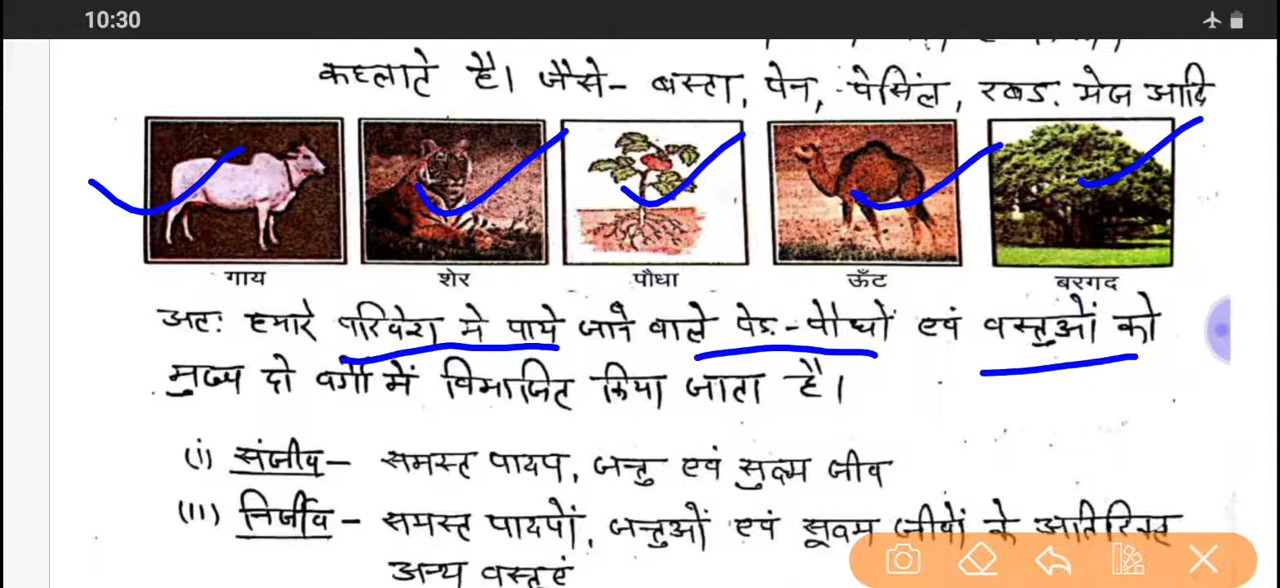 10:30
कहलाते है। जैसे- बस्ता, पेन, पेसिंल, रबड. मेज आदि
गाय शेर पौधा ऊँट बरगद
अतः हमारे परिवेश मे पाये जाने वाले पेड.-पौधों एवं वस्तुओं को
मुख्य दो वर्गो में विभाजित किया जाता है।
(i) संजीव- समस्त पादप, जन्तु एवं सुक्ष्म जीव
(ii) निर्जीव- समस्त पादपों, जन्तुओं एवं सूक्ष्म जीवों के अतिरिक्त
अन्य वस्तुएं